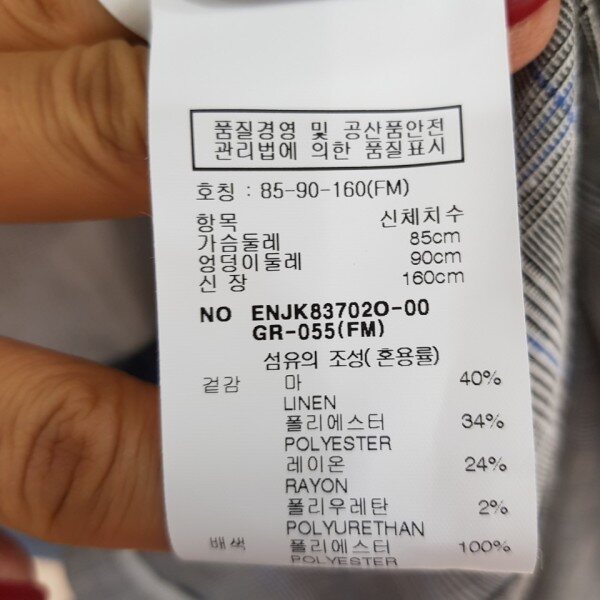 품질경영 및 공산품안전
관리법에 의한 품질표시
호칭 : 85-90-160(FM)
항목 신체치수
가슴둘레 85cm
엉덩이둘레 90cm
신 장 160cm
NO ENJK83702O-00
GR-055(FM)
섬유의 조성( 혼용률)
겉감 마 40%
LINEN
폴리에스터 34%
POLYESTER
레이온 24%
RAYON
폴리우레탄 2%
POLYURETHAN
배색 폴리에스터 100%
POLYESTER